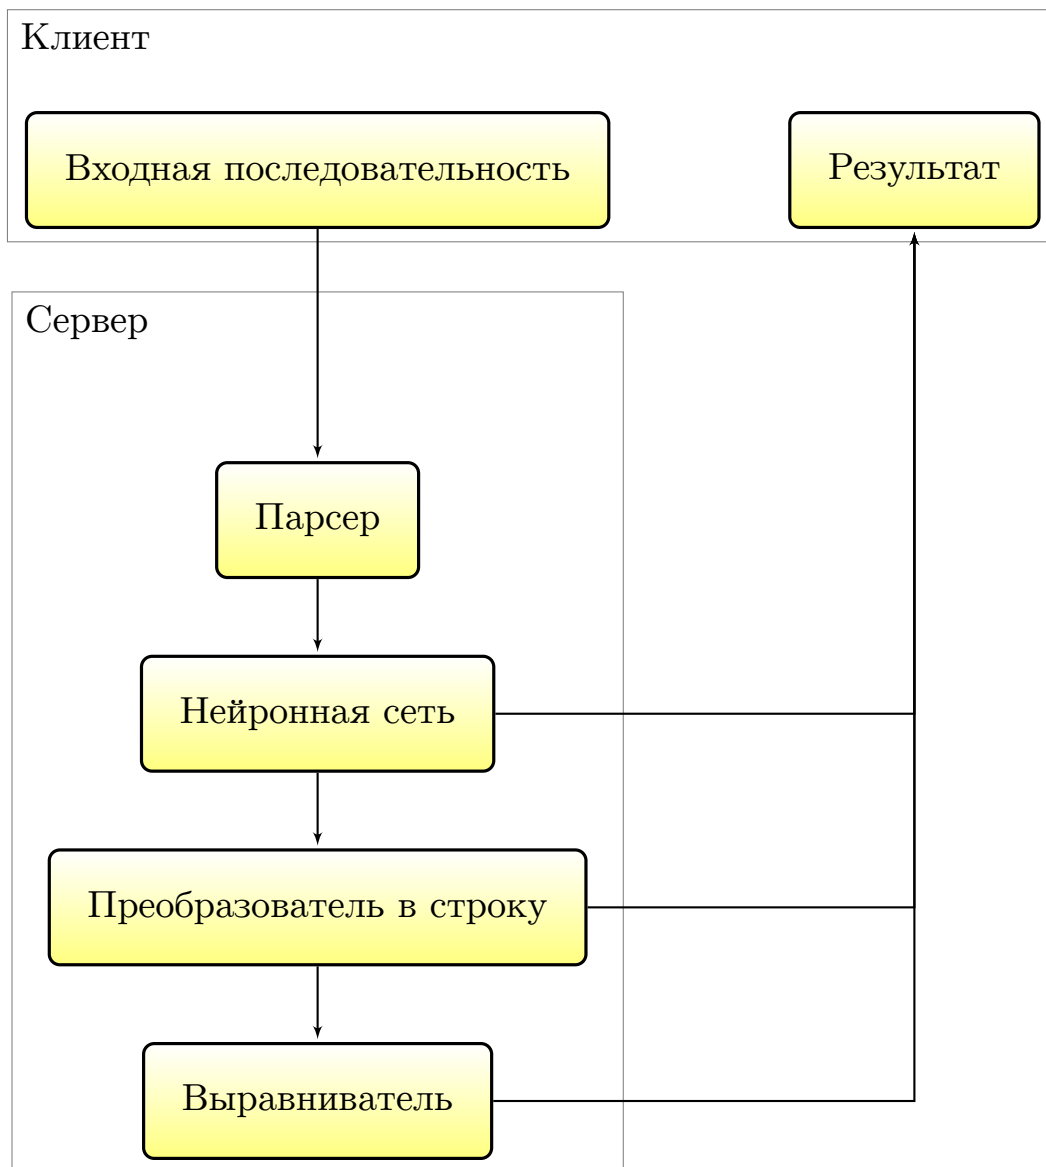 Клиент
Входная последовательность
Результат
Сервер
Парсер
Нейронная сеть
Преобразователь в строку
Выравниватель